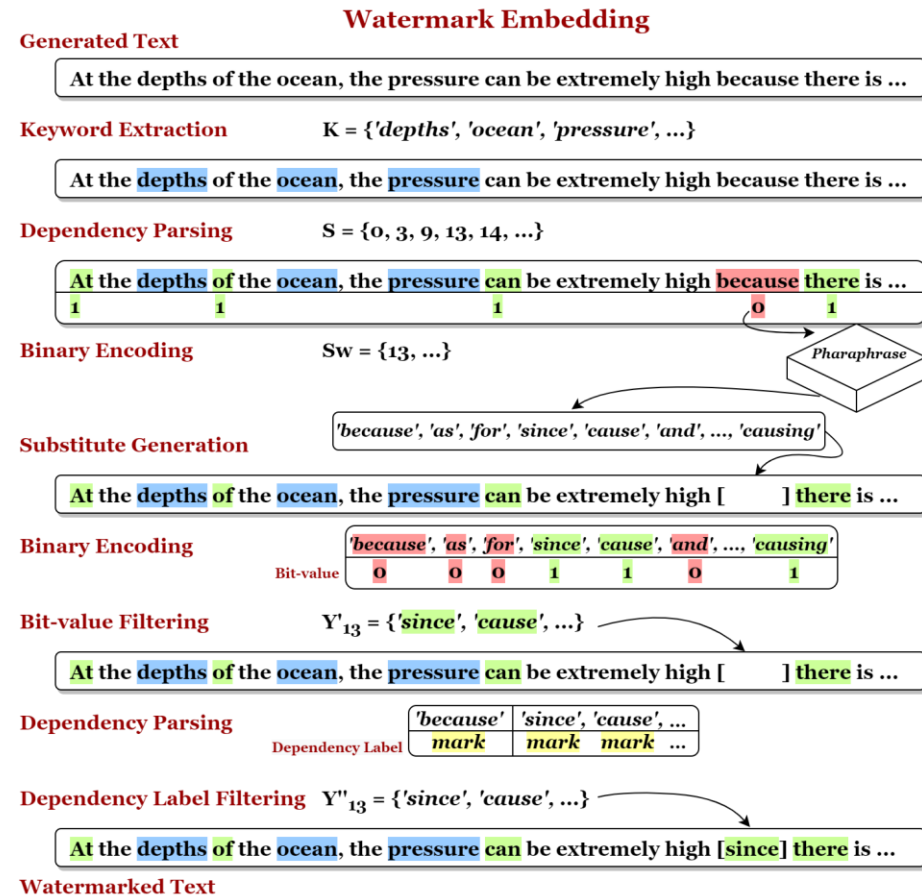 Watermark Embedding
Generated Text
At the depths of the ocean, the pressure can be extremely high because there is ...
Keyword Extraction K = {'depths', 'ocean', 'pressure', ...}
At the depths of the ocean, the pressure can be extremely high because there is ...
Dependency Parsing S = {0, 3, 9, 13, 14, ...}
At the depths of the ocean, the pressure can be extremely high because there is ...
1 1 1 0 1
Binary Encoding Sw = {13, ...}
Pharaphrase
'because', 'as', 'for', 'since', 'cause', 'and', ..., 'causing'
Substitute Generation
At the depths of the ocean, the pressure can be extremely high [ ] there is ...
Binary Encoding 'because', 'as', 'for', 'since', 'cause', 'and', ..., 'causing'
Bit-value 0 0 0 1 1 0 1
Bit-value Filtering Y'13 = {'since', 'cause', ...}
At the depths of the ocean, the pressure can be extremely high [ ] there is ...
Dependency Parsing 'because' 'since', 'cause', ...
Dependency Label mark mark mark ...
Dependency Label Filtering Y"13 = {'since', 'cause', ...}
At the depths of the ocean, the pressure can be extremely high [since] there is ...
Watermarked Text